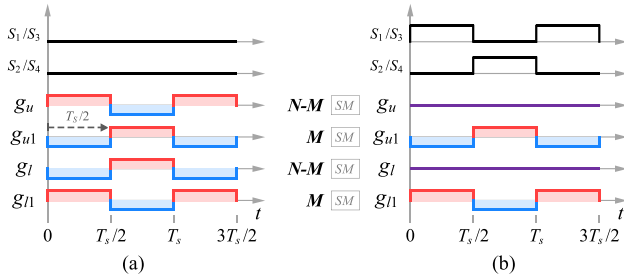 S1/S3
S2/S4
gu
Ts/2
gu1
gl
gl1
t
0 Ts/2 Ts 3Ts/2
(a)
N-M SM
M SM
N-M SM
M SM
S1/S3
S2/S4
gu
gu1
gl
gl1
t
0 Ts/2 Ts 3Ts/2
(b)